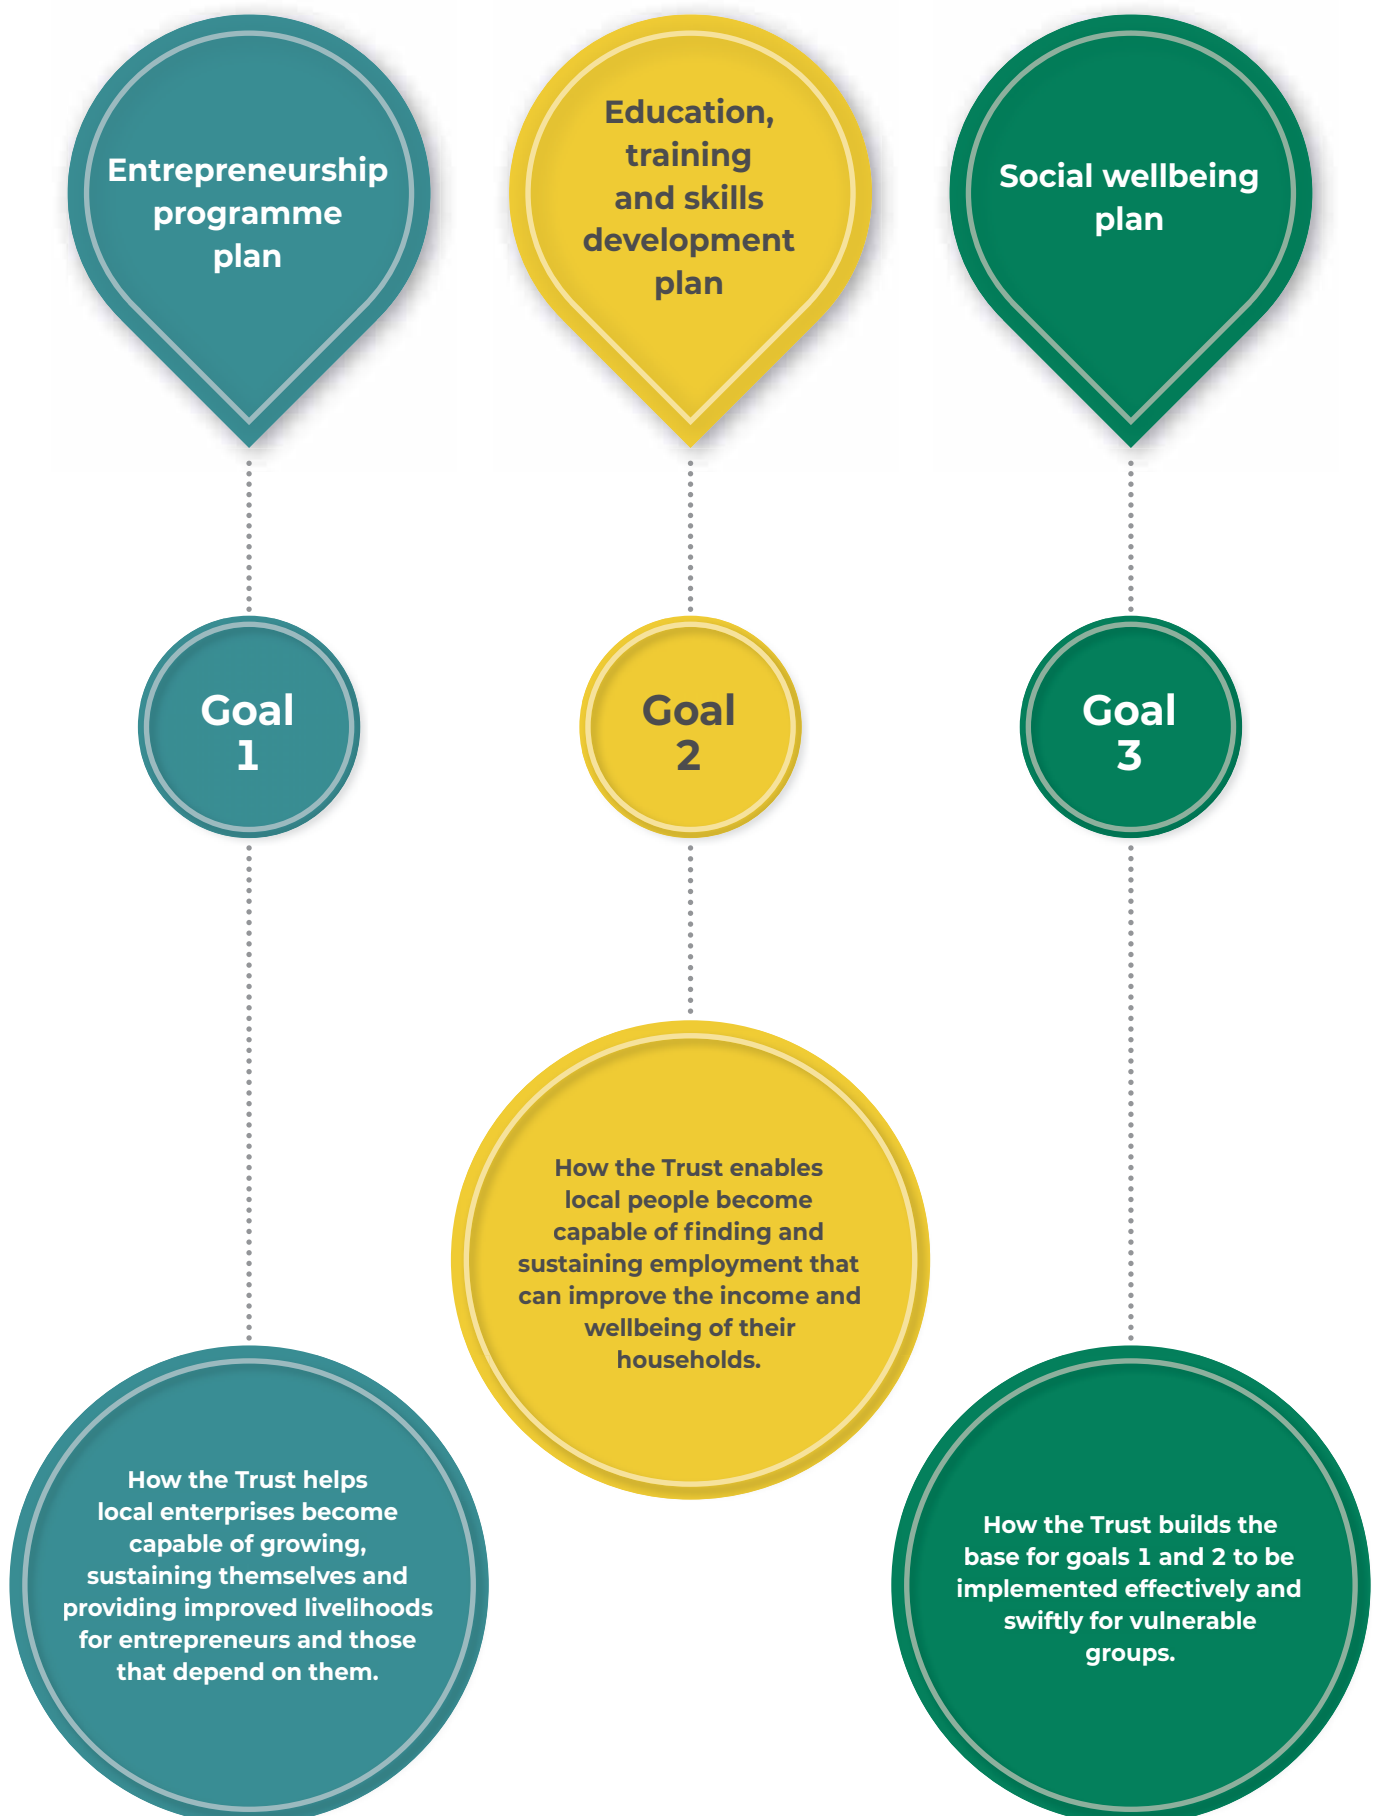 Entrepreneurship
programme
plan
Education,
training
and skills
development
plan
Social wellbeing
plan
Goal
1
Goal
2
Goal
3
How the Trust helps
local enterprises become
capable of growing,
sustaining themselves and
providing improved livelihoods
for entrepreneurs and those
that depend on them.
How the Trust enables
local people become
capable of finding and
sustaining employment that
can improve the income and
wellbeing of their
households.
How the Trust builds the
base for goals 1 and 2 to be
implemented effectively and
swiftly for vulnerable
groups.